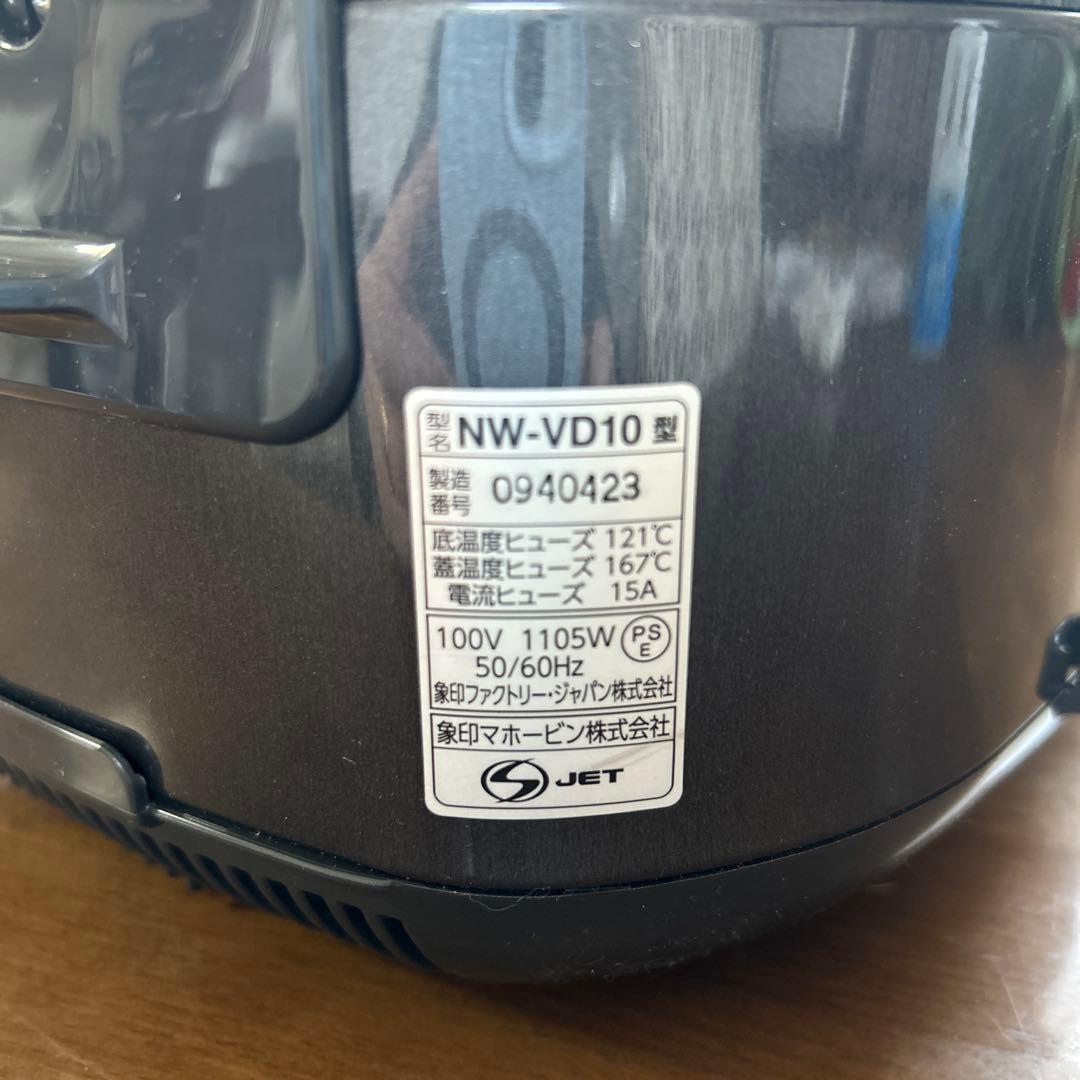 型名 NW-VD10 型
製造番号 0940423
底温度ヒューズ 121℃
蓋温度ヒューズ 167℃
電流ヒューズ 15A
100V 1105W PSE
50/60Hz
象印ファクトリー・ジャパン株式会社
象印マホービン株式会社
S JET